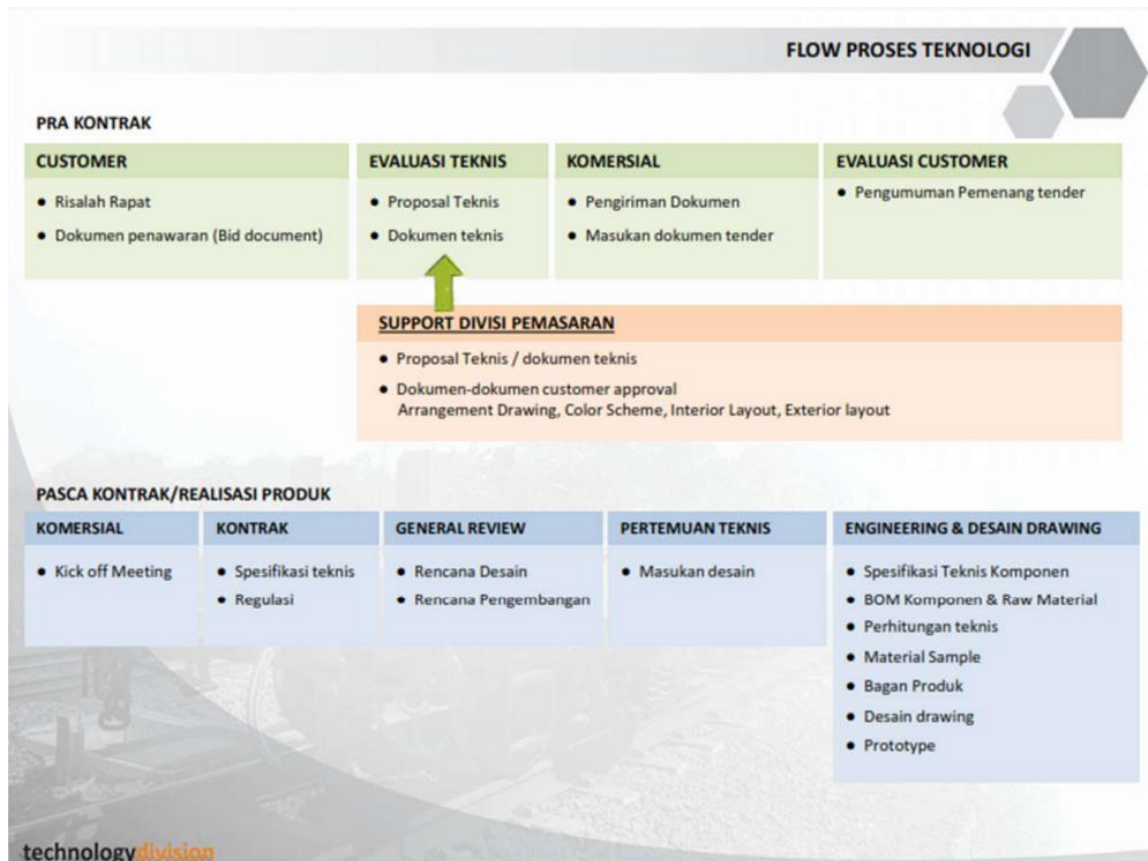 FLOW PROSES TEKNOLOGI
PRA KONTRAK
CUSTOMER
● Risalah Rapat
● Dokumen penawaran (Bid document)
EVALUASI TEKNIS
● Proposal Teknis
● Dokumen teknis
KOMERSIAL
● Pengiriman Dokumen
● Masukan dokumen tender
EVALUASI CUSTOMER
● Pengumuman Pemenang tender
SUPPORT DIVISI PEMASARAN
● Proposal Teknis / dokumen teknis
● Dokumen-dokumen customer approval
Arrangement Drawing, Color Scheme, Interior Layout, Exterior layout
PASCA KONTRAK/REALISASI PRODUK
KOMERSIAL
● Kick off Meeting
KONTRAK
● Spesifikasi teknis
● Regulasi
GENERAL REVIEW
● Rencana Desain
● Rencana Pengembangan
PERTEMUAN TEKNIS
● Masukan desain
ENGINEERING & DESAIN DRAWING
● Spesifikasi Teknis Komponen
● BOM Komponen & Raw Material
● Perhitungan teknis
● Material Sample
● Bagan Produk
● Desain drawing
● Prototype
technologydivision